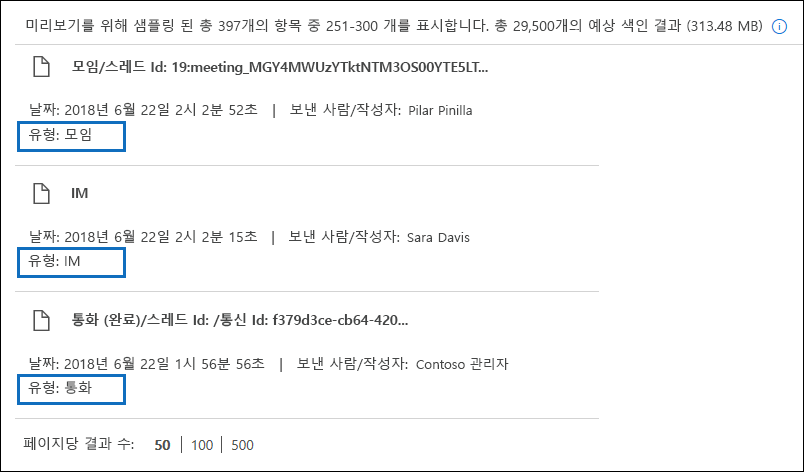 미리보기를 위해 샘플링 된 총 397개의 항목 중 251-300 개를 표시합니다. 총 29,500개의 예상 색인 결과 (313.48 MB)
모임/스레드 Id: 19:meeting_MGY4MWUzYTktNTM3OS00YTE5LT...
날짜: 2018년 6월 22일 2시 2분 52초 | 보낸 사람/작성자: Pilar Pinilla
유형: 모임
IM
날짜: 2018년 6월 22일 2시 2분 15초 | 보낸 사람/작성자: Sara Davis
유형: IM
통화 (완료)/스레드 Id: /통신 Id: f379d3ce-cb64-420...
날짜: 2018년 6월 22일 1시 56분 56초 | 보낸 사람/작성자: Contoso 관리자
유형: 통화
페이지당 결과 수: 50 | 100 | 500